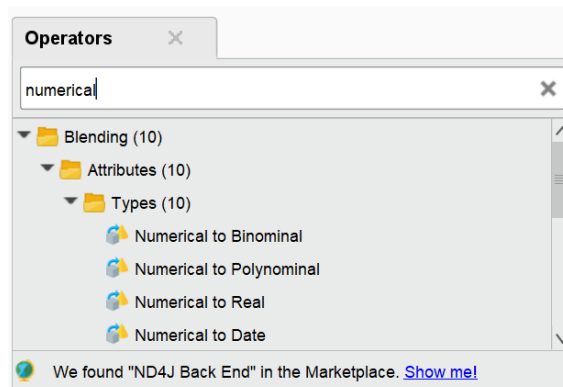 Operators
numerical
Blending (10)
Attributes (10)
Types (10)
Numerical to Binominal
Numerical to Polynominal
Numerical to Real
Numerical to Date
We found "ND4J Back End" in the Marketplace. Show me!